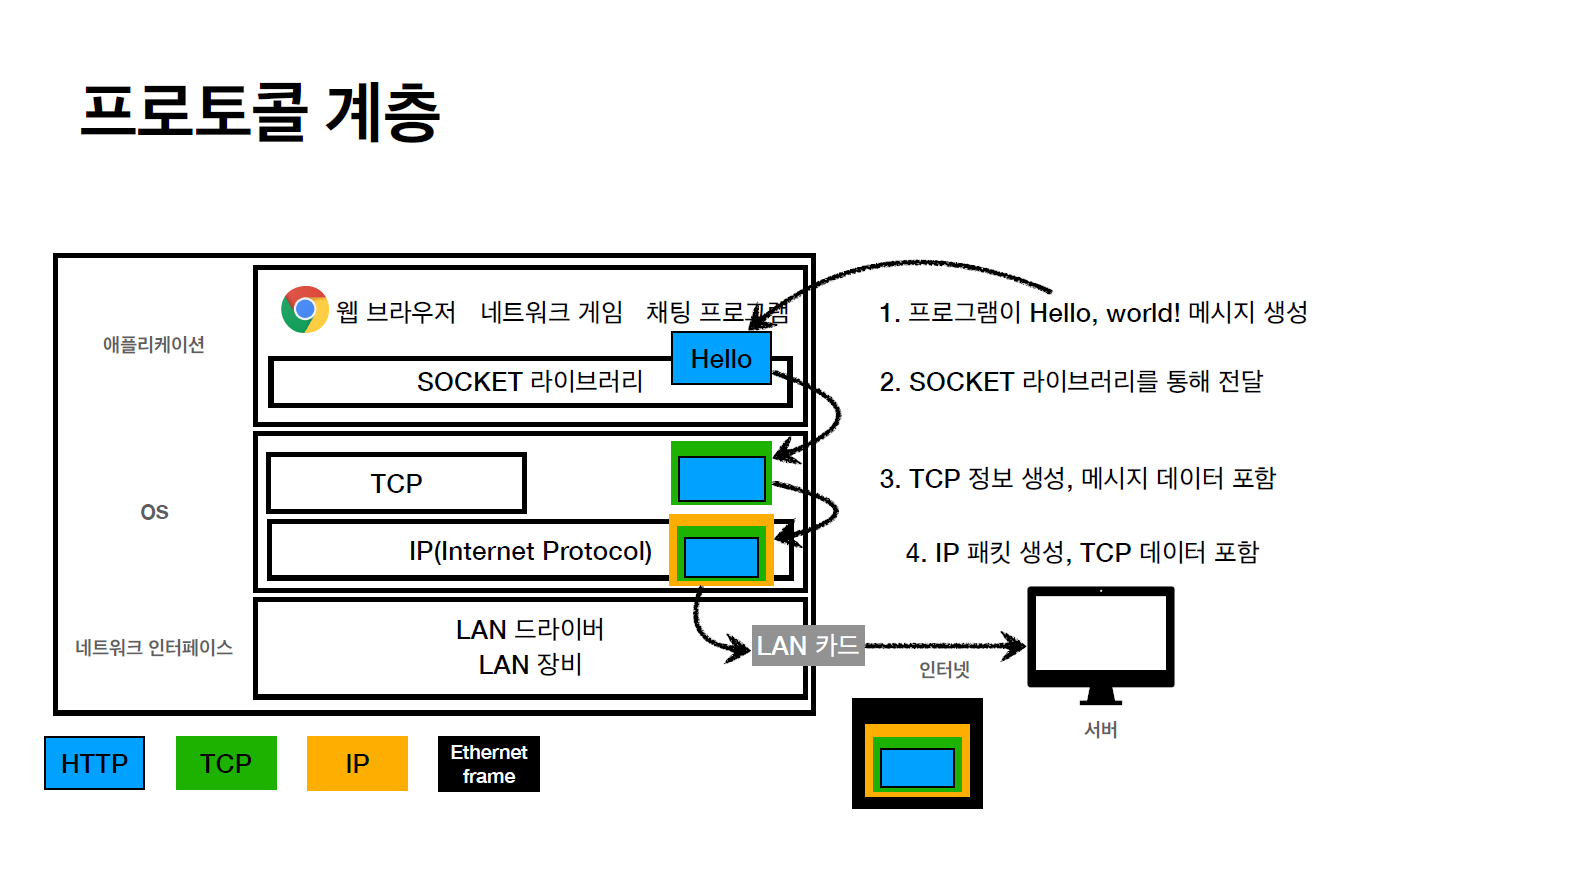 프로토콜 계층
애플리케이션
웹 브라우저 네트워크 게임 채팅 프로그램
Hello
SOCKET 라이브러리
1. 프로그램이 Hello, world! 메시지 생성
2. SOCKET 라이브러리를 통해 전달
OS
TCP
IP(Internet Protocol)
3. TCP 정보 생성, 메시지 데이터 포함
4. IP 패킷 생성, TCP 데이터 포함
네트워크 인터페이스
LAN 드라이버
LAN 장비
LAN 카드
인터넷
서버
HTTP
TCP
IP
Ethernet
frame